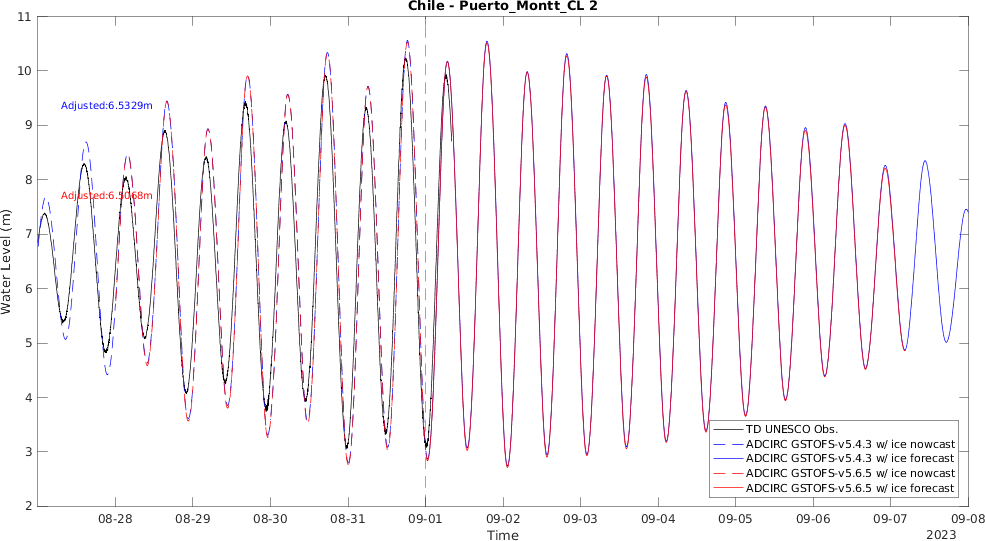 Chile - Puerto_Montt_CL 2
11
10
9
8
7
6
5
4
3
2
Water Level (m)
Adjusted:6.5329m
Adjusted:6.5068m
TD UNESCO Obs.
ADCIRC GSTOFS-v5.4.3 w/ ice nowcast
ADCIRC GSTOFS-v5.4.3 w/ ice forecast
ADCIRC GSTOFS-v5.6.5 w/ ice nowcast
ADCIRC GSTOFS-v5.6.5 w/ ice forecast
08-28 08-29 08-30 08-31 09-01 09-02 09-03 09-04 09-05 09-06 09-07 09-08
Time
2023